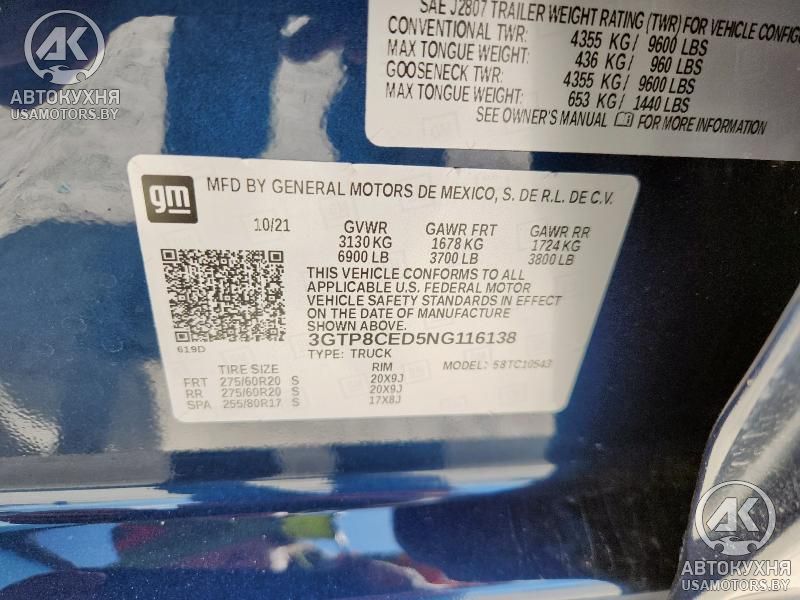 SAE J2807 TRAILER WEIGHT RATING (TWR) FOR VEHICLE
CONVENTIONAL TWR: 4355 KG/ 9600 LBS
MAX TONGUE WEIGHT: 436 KG/ 960 LBS
GOOSENECK TWR: 4355 KG/ 9600 LBS
MAX TONGUE WEIGHT: 653 KG/ 1440 LBS
SEE OWNER'S MANUAL FOR MORE INFORMATION
AK
АВТОКУХНЯ
USAMOTORS.BY
gm MFD BY GENERAL MOTORS DE MEXICO, S. DE R.L. DE C.V.
10/21 GVWR GAWR FRT GAWR RR
3130 KG 1678 KG 1724 KG
6900 LB 3700 LB 3800 LB
THIS VEHICLE CONFORMS TO ALL
APPLICABLE U.S. FEDERAL MOTOR
VEHICLE SAFETY STANDARDS IN EFFECT
ON THE DATE OF MANUFACTURE
SHOWN ABOVE.
619D 3GTP8CED5NG116138
TYPE: TRUCK MODEL: 58TC10543
TIRE SIZE RIM
FRT 275/60R20 S 20X9J
RR 275/60R20 S 20X9J
SPA 255/80R17 S 17X8J
AK
АВТОКУХНЯ
USAMOTORS.BY